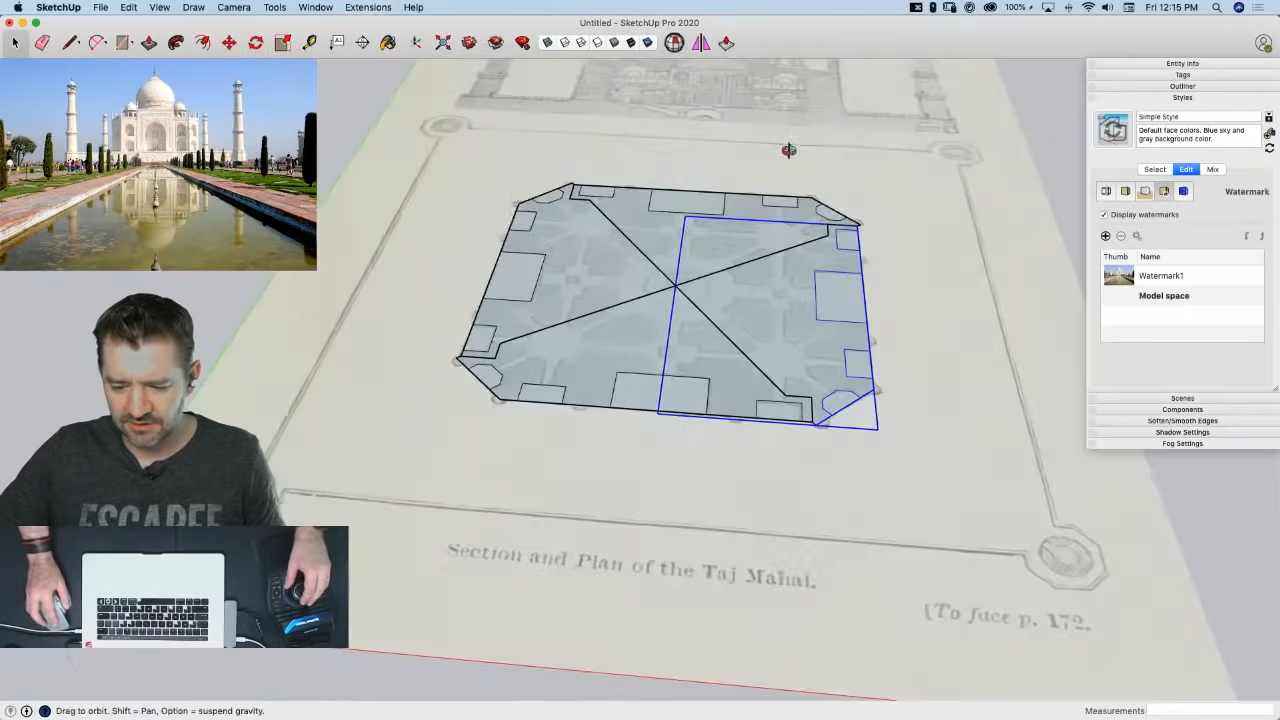 SketchUp File Edit View Draw Camera Tools Window Extensions Help 100% Fri 12:15 PM
Untitled - SketchUp Pro 2020
Entity Info
Tags
Outliner
Styles
Simple Style
Default face colors. Blue sky and
gray background color.
Select Edit Mix
Watermark
Display watermarks
Thumb Name
Watermark1
Model space
Scenes
Components
Soften/Smooth Edges
Shadow Settings
Fog Settings
Section and Plan of the Taj Mahal.
[To face p. 172.
ESCAPEE
Drag to orbit. Shift = Pan, Option = suspend gravity.
Measurements